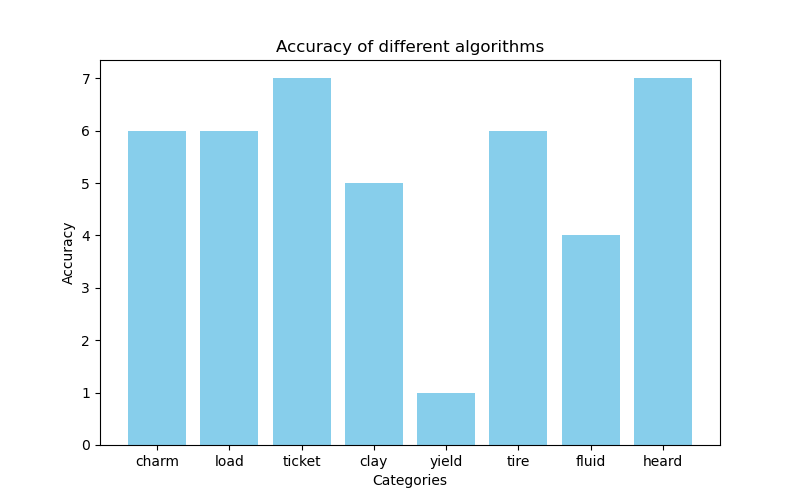 Accuracy of different algorithms
Accuracy
7
6
5
4
3
2
1
0
charm load ticket clay yield tire fluid heard
Categories